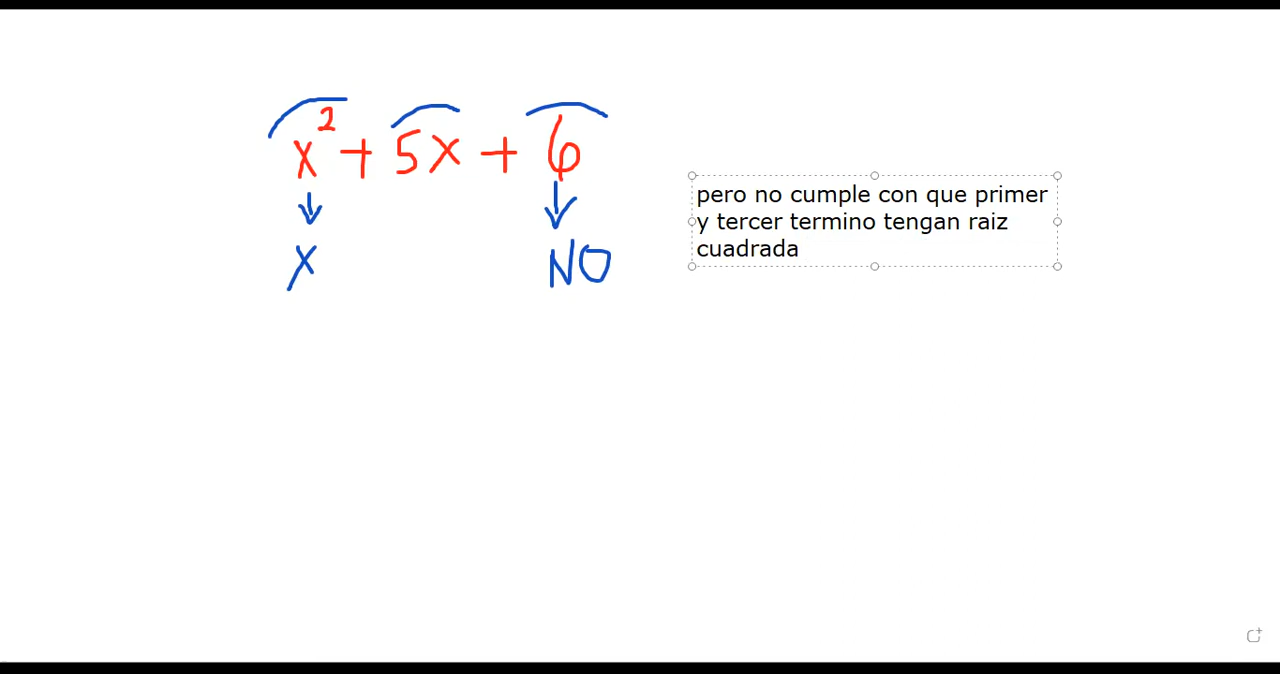 x² + 5x + 6
x NO
pero no cumple con que primer
y tercer termino tengan raiz
cuadrada